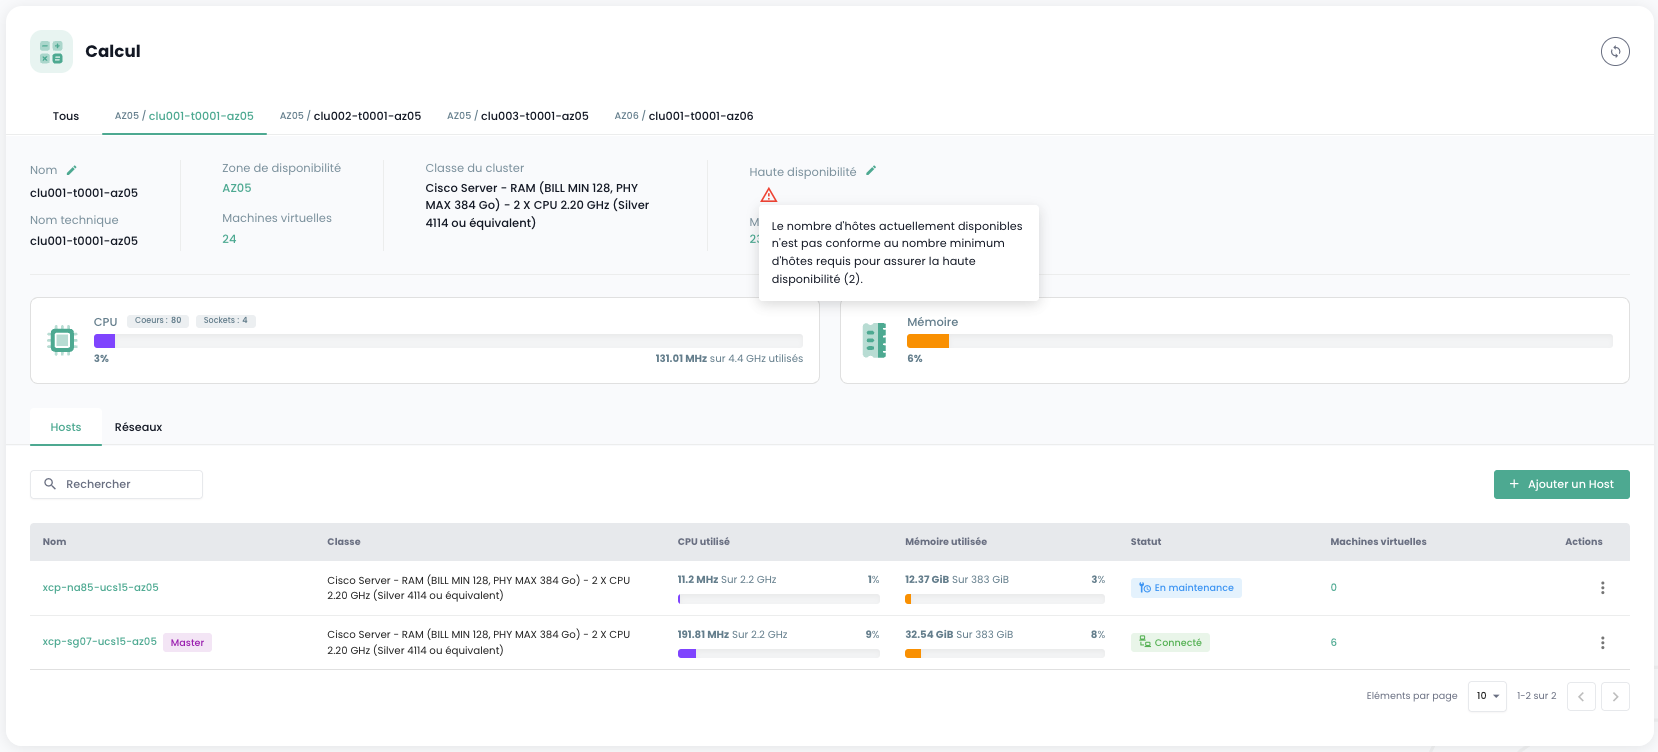 Calcul
Tous
AZ05 / clu001-t0001-az05
AZ05 / clu002-t0001-az05
AZ05 / clu003-t0001-az05
AZ06 / clu001-t0001-az06
Nom
clu001-t0001-az05
Nom technique
clu001-t0001-az05
Zone de disponibilité
AZ05
Machines virtuelles
24
Classe du cluster
Cisco Server - RAM (BILL MIN 128, PHY
MAX 384 Go) - 2 X CPU 2.20 GHz (Silver
4114 ou équivalent)
Haute disponibilité
Le nombre d'hôtes actuellement disponibles
n'est pas conforme au nombre minimum
d'hôtes requis pour assurer la haute
disponibilité (2).
CPU
Coeurs : 80
Sockets : 4
3%
131.01 MHz sur 4.4 GHz utilisés
Mémoire
6%
Hosts
Réseaux
Rechercher
+ Ajouter un Host
Nom
Classe
CPU utilisé
Mémoire utilisée
Statut
Machines virtuelles
Actions
xcp-na85-ucs15-az05
Cisco Server - RAM (BILL MIN 128, PHY MAX 384 Go) - 2 X CPU
2.20 GHz (Silver 4114 ou équivalent)
11.2 MHz Sur 2.2 GHz
1%
12.37 GiB Sur 383 GiB
3%
En maintenance
0
xcp-sg07-ucs15-az05
Master
Cisco Server - RAM (BILL MIN 128, PHY MAX 384 Go) - 2 X CPU
2.20 GHz (Silver 4114 ou équivalent)
191.81 MHz Sur 2.2 GHz
9%
32.54 GiB Sur 383 GiB
8%
Connecté
6
Eléments par page
10
1-2 sur 2